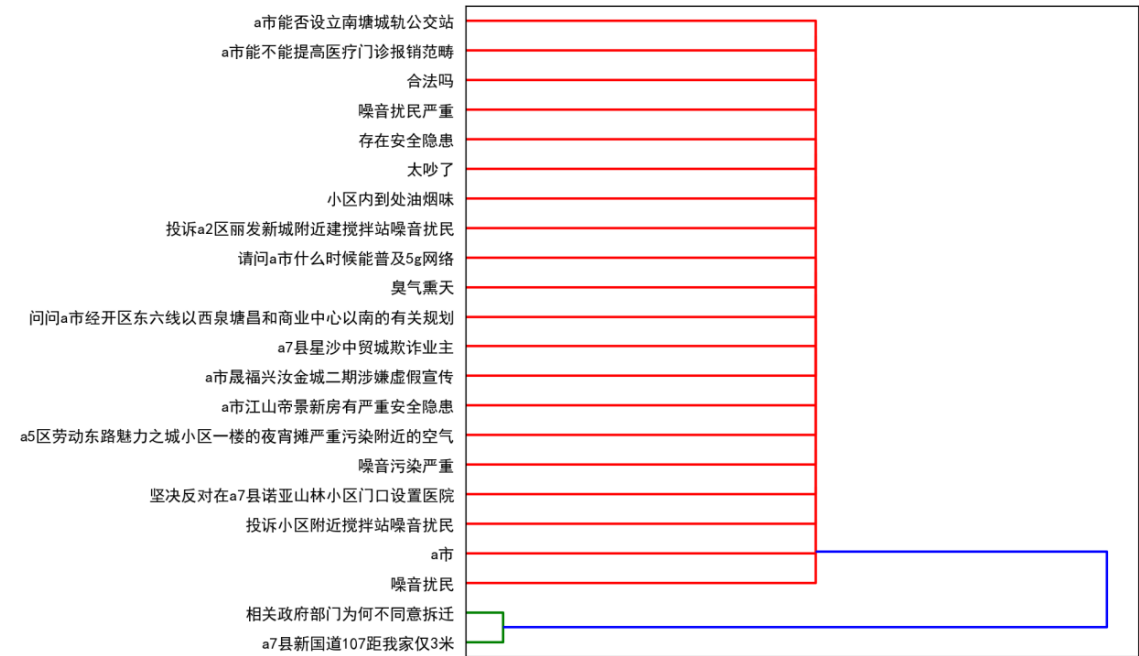 a市能否设立南塘城轨公交站
a市能不能提高医疗门诊报销范畴
合法吗
噪音扰民严重
存在安全隐患
太吵了
小区内到处油烟味
投诉a2区丽发新城附近建搅拌站噪音扰民
请问a市什么时候能普及5g网络
臭气熏天
问问a市经开区东六线以西泉塘昌和商业中心以南的有关规划
a7县星沙中贸城欺诈业主
a市晟福兴汝金城二期涉嫌虚假宣传
a市江山帝景新房有严重安全隐患
a5区劳动东路魅力之城小区一楼的夜宵摊严重污染附近的空气
噪音污染严重
坚决反对在a7县诺亚山林小区门口设置医院
投诉小区附近搅拌站噪音扰民
a市
噪音扰民
相关政府部门为何不同意拆迁
a7县新国道107距我家仅3米